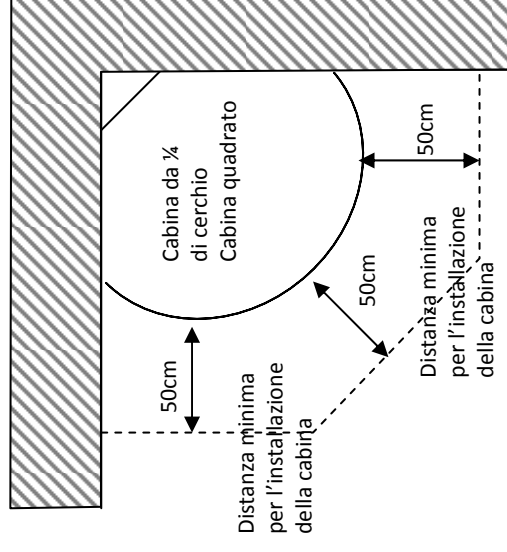 Cabina da ¼
di cerchio
Cabina quadrato
50cm
50cm
50cm
Distanza minima
per l'installazione
della cabina
Distanza minima
per l'installazione
della cabina